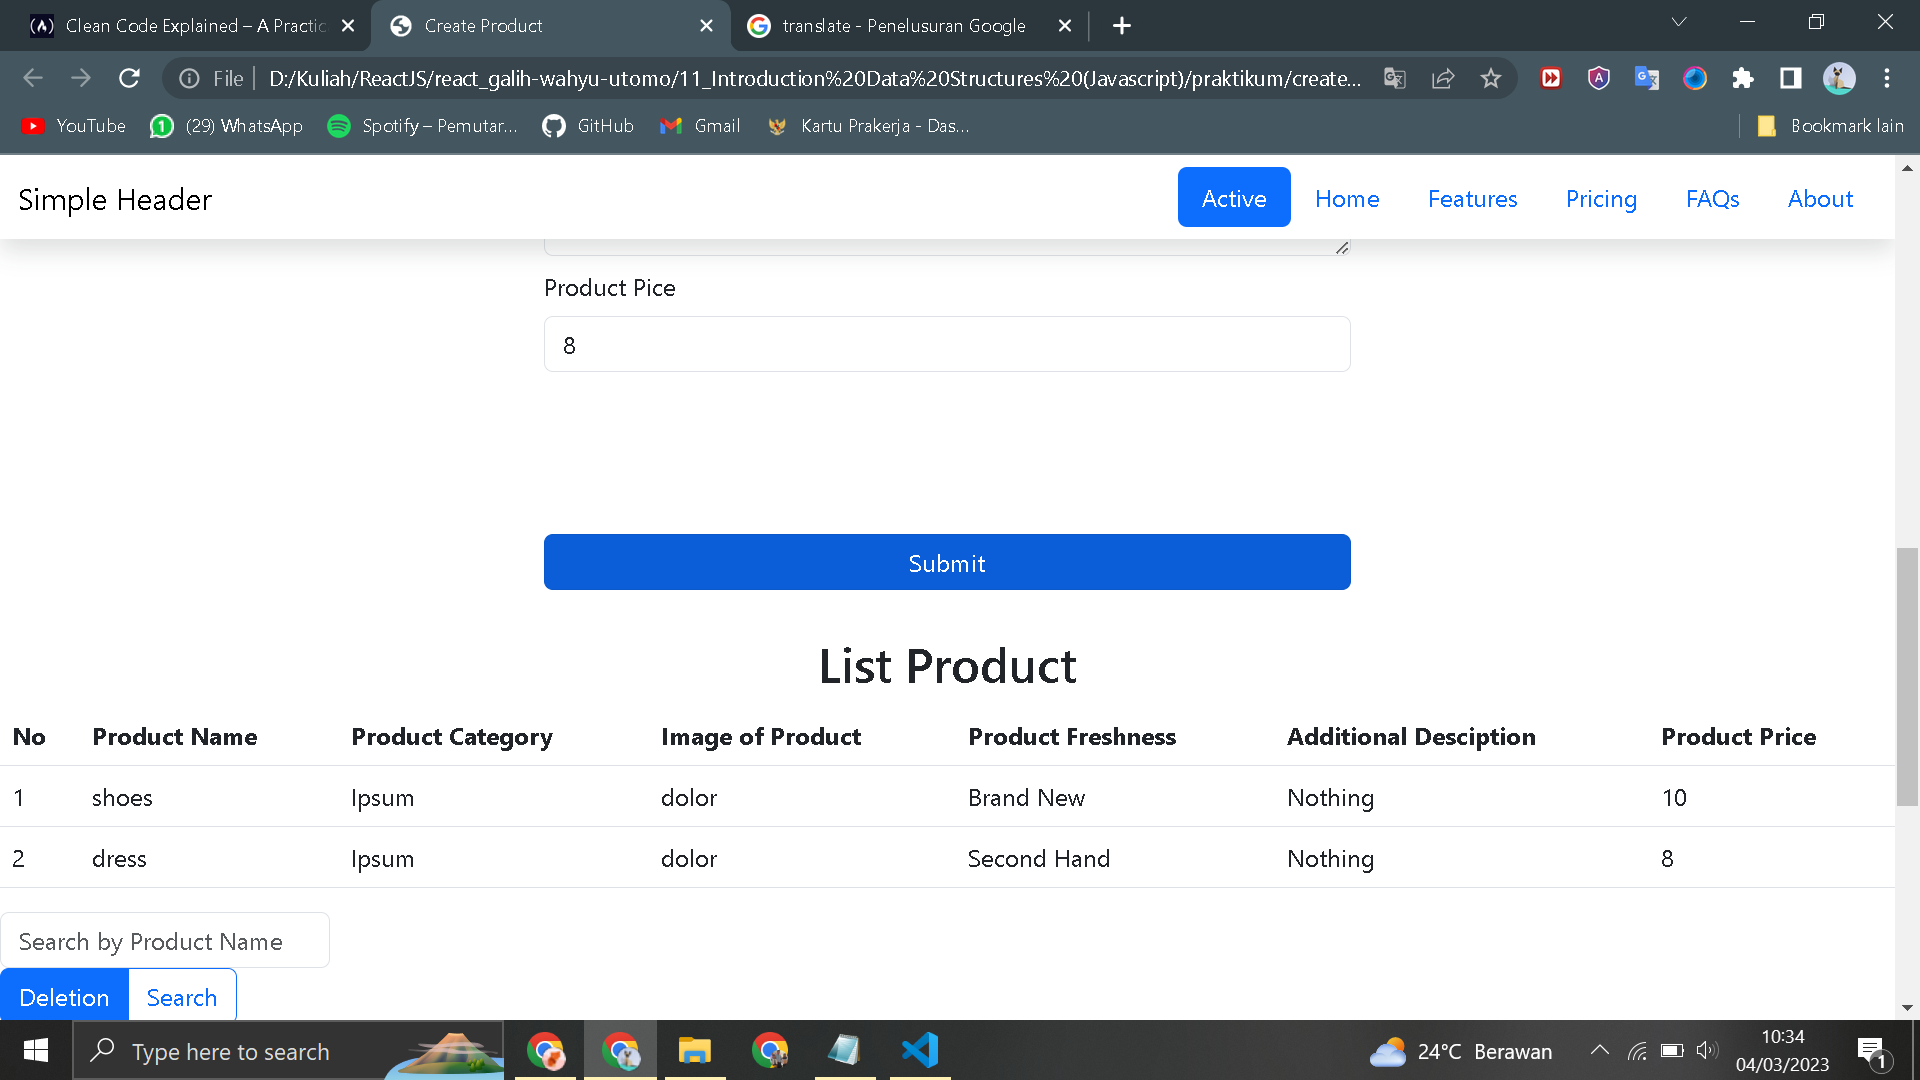 Clean Code Explained – A Practic
Create Product
translate - Penelusuran Google
File
D:/Kuliah/ReactJS/react_galih-wahyu-utomo/11_Introduction%20Data%20Structures%20(Javascript)/praktikum/create...
YouTube
(29) WhatsApp
Spotify – Pemutar...
GitHub
Gmail
Kartu Prakerja - Das...
Bookmark lain
Simple Header
Active
Home
Features
Pricing
FAQs
About
Product Pice
8
Submit
List Product
No Product Name Product Category Image of Product Product Freshness Additional Desciption Product Price
1 shoes Ipsum dolor Brand New Nothing 10
2 dress Ipsum dolor Second Hand Nothing 8
Search by Product Name
Deletion Search
Type here to search
24°C Berawan
10:34
04/03/2023
1